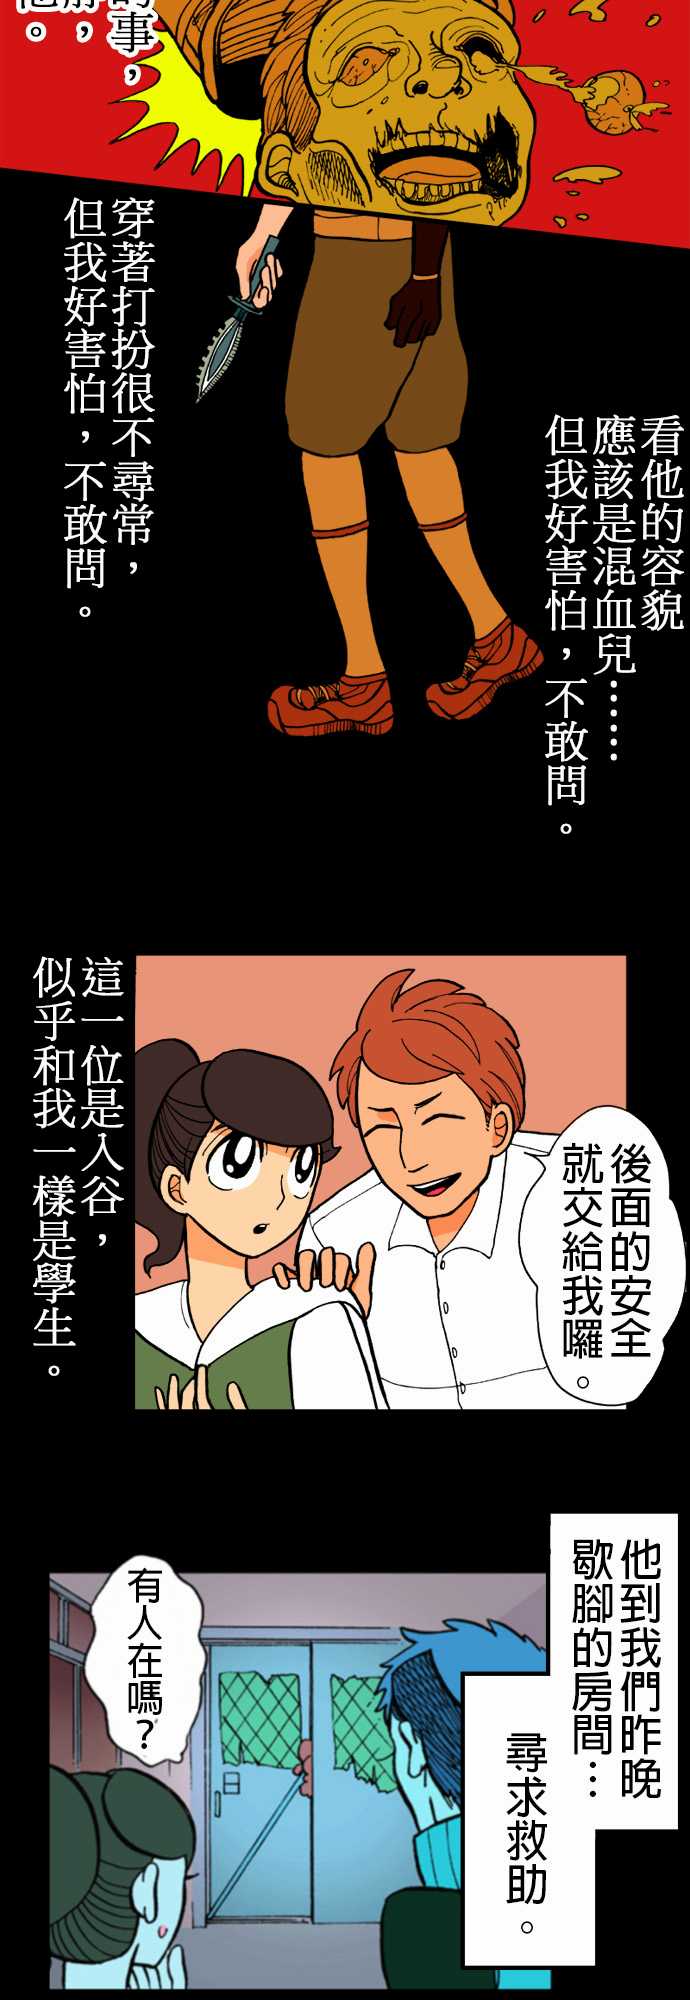 的事，
看他的容貌
應該是混血兒……
但我好害怕，不敢問。
穿著打扮很不尋常，
但我好害怕，不敢問。
後面的安全
就交給我囉。
這一位是入谷，
似乎和我一樣是學生。
他到我們昨晚
歇腳的房間…
尋求救助。
有人在嗎？